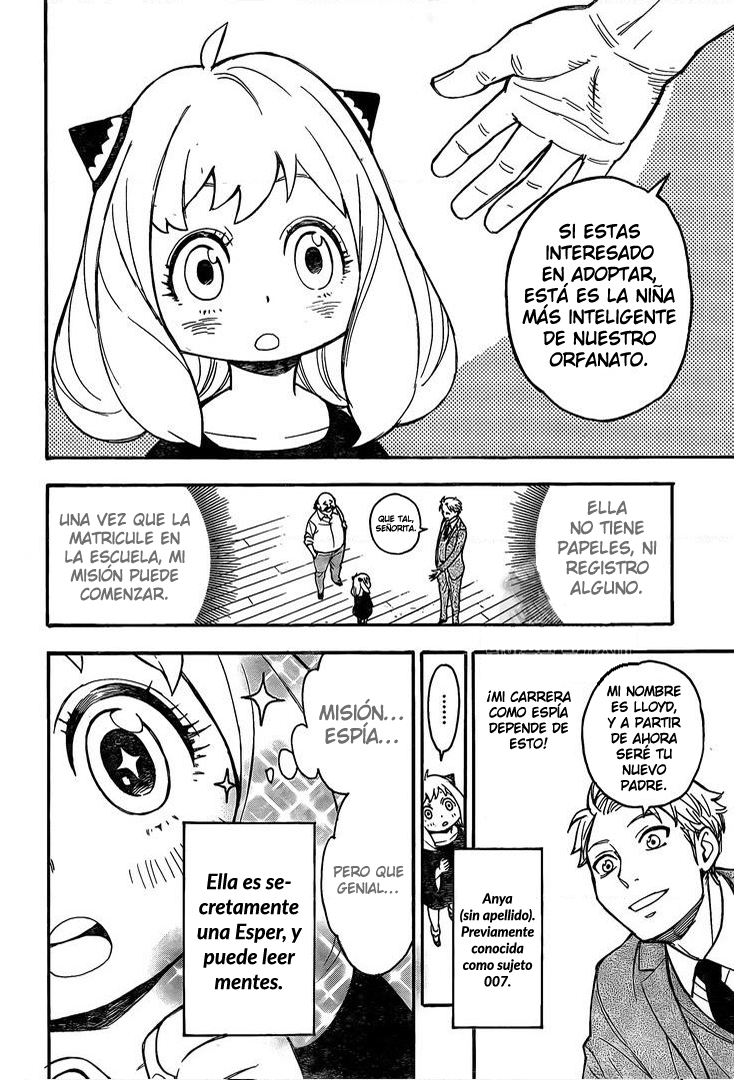 SI ESTAS
INTERESADO
EN ADOPTAR,
ESTÁ ES LA NIÑA
MÁS INTELIGENTE
DE NUESTRO
ORFANATO.
ELLA
NO TIENE
PAPELES, NI
REGISTRO
ALGUNO.
QUE TAL,
SEÑORITA.
UNA VEZ QUE LA
MATRICULE EN
LA ESCUELA, MI
MISIÓN PUEDE
COMENZAR.
MI NOMBRE
ES LLOYD,
Y A PARTIR
DE AHORA
SERÉ TU
NUEVO
PADRE.
¡MI CARRERA
COMO ESPÍA
DEPENDE DE
ESTO!
Anya
(sin apellido).
Previamente
conocida
como sujeto
007.
MISIÓN...
ESPÍA...
PERO QUE
GENIAL...
Ella es se-
cretamente
una Esper, y
puede leer
mentes.